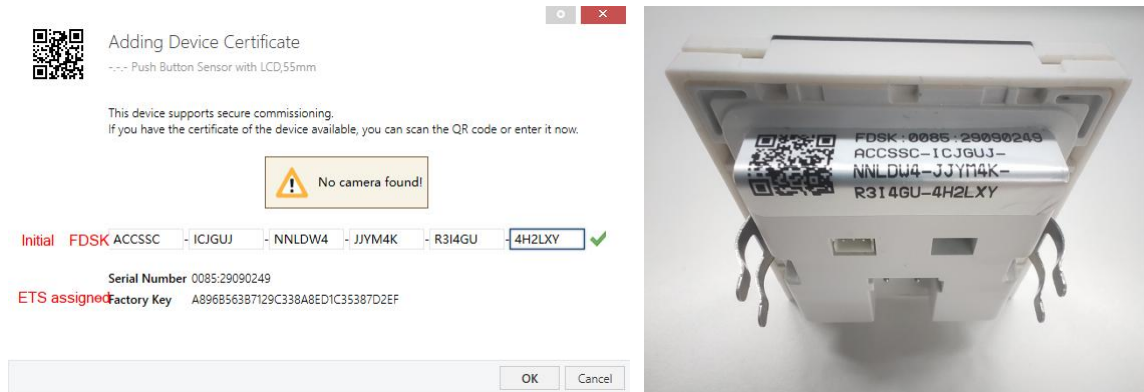 Adding Device Certificate
-.-.- Push Button Sensor with LCD,55mm
This device supports secure commissioning.
If you have the certificate of the device available, you can scan the QR code or enter it now.
No camera found!
Initial FDSK ACCSSC - ICJGUJ - NNLDW4 - JJYM4K - R3I4GU - 4H2LXY
Serial Number 0085:29090249
ETS assigned Factory Key A896B563B7129C338A8ED1C35387D2EF
OK Cancel
FDSK:0085:29090249
ACCSSC-ICJGUJ-
NNLDW4-JJYM4K-
R3I4GU-4H2LXY